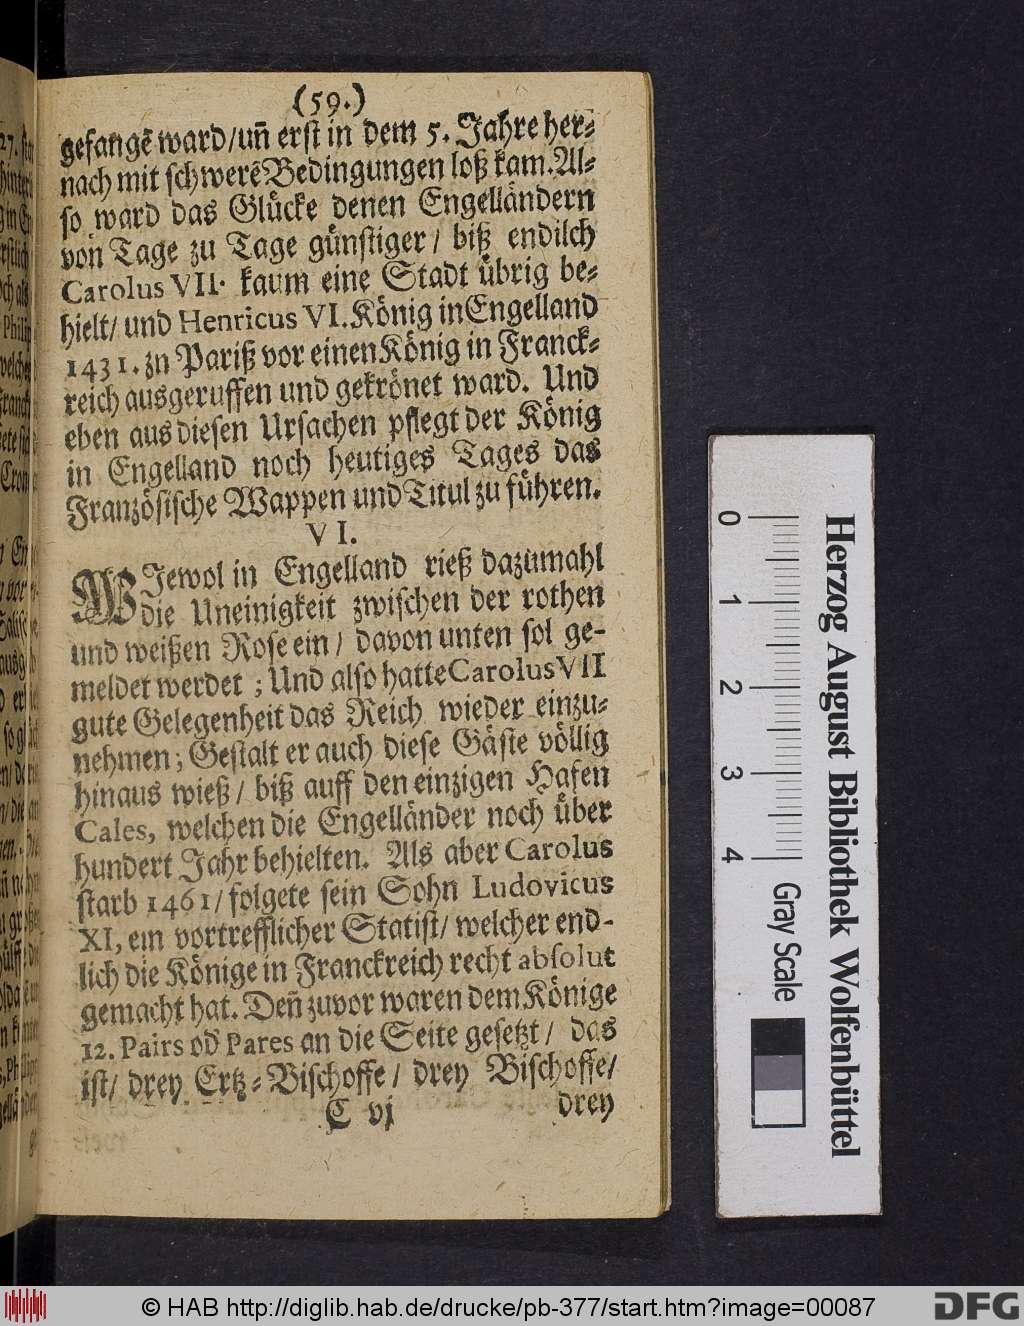 (59.)
gefangẽ ward/ uñ erst in dem 5. Jahre her-
nach mit schwerẽ Bedingungen loß kam. Al-
so ward das Glücke denen Engelländern
von Tage zu Tage günstiger/ biß endilch
Carolus VII. kaum eine Stadt übrig be-
hielt/ und Henricus VI. König in Engelland
1431. zn Pariß vor einen König in Franck-
reich ausgeruffen und gekrönet ward. Und
eben aus diesen Ursachen pflegt der König
in Engelland noch heutiges Tages das
Französische Wappen und Titul zu führen.
VI.
WIewol in Engelland rieß dazumahl
die Uneinigkeit zwischen der rothen
und weißen Rose ein/ davon unten sol ge-
meldet werdet; Und also hatte Carolus VII
gute Gelegenheit das Reich wieder einzu-
nehmen; Gestalt er auch diese Gäste völlig
hinaus wieß/ biß auff den einzigen Hafen
Cales, welchen die Engelländer noch über
hundert Jahr behielten. Als aber Carolus
starb 1461/ folgete sein Sohn Ludovicus
XI, ein vortrefflicher Statist/ welcher end-
lich die Könige in Franckreich recht absolut
gemacht hat. Deñ zuvor waren dem Könige
12. Pairs od Pares an die Seite gesetzt/ das
ist/ drey Ertz-Bischoffe/ drey Bischoffe/
C vj drey
Herzog August Bibliothek Wolfenbüttel
0 1 2 3 4 Gray Scale
© HAB http://diglib.hab.de/drucke/pb-377/start.htm?image=00087
DFG